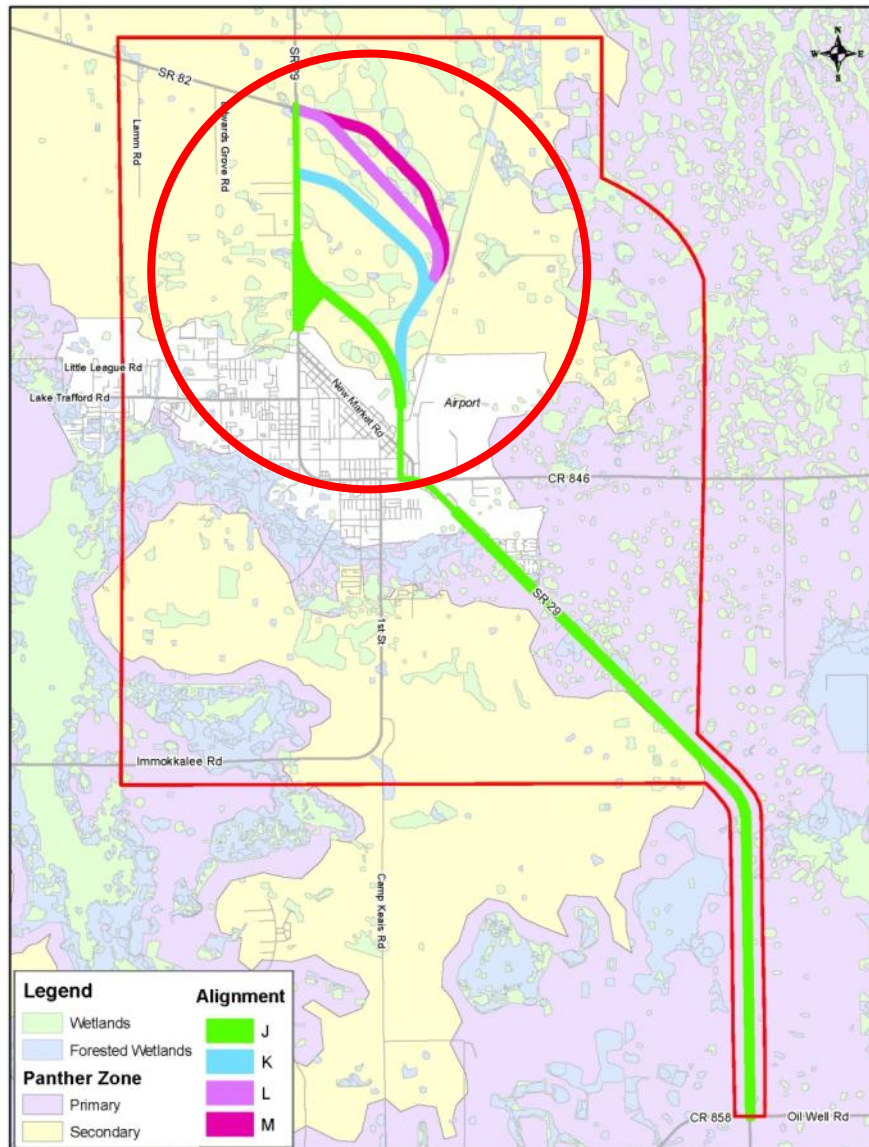 N
W E
S
SR 82
SR 29
Lamm Rd
Edwards Grove Rd
Little League Rd
Lake Trafford Rd
New Market Rd
Airport
CR 846
SR 29
1st St
Immokkalee Rd
Camp Keais Rd
CR 858
Oil Well Rd
Legend
Wetlands
Forested Wetlands
Panther Zone
Primary
Secondary
Alignment
J
K
L
M